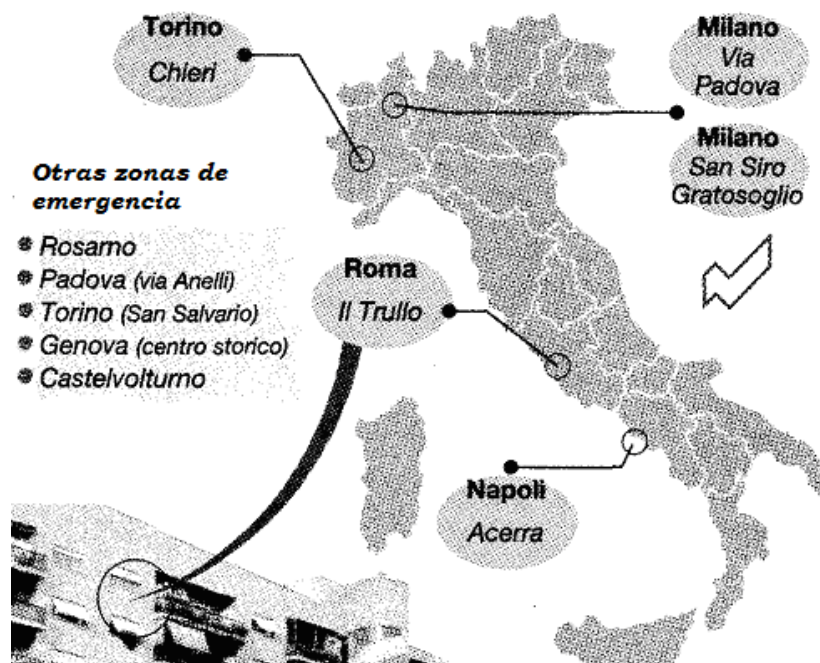 Torino
Chieri
Milano
Via
Padova
Milano
San Siro
Gratosoglio
Otras zonas de
emergencia
Rosarno
Padova (via Anelli)
Torino (San Salvario)
Genova (centro storico)
Castelvolturno
Roma
Il Trullo
Napoli
Acerra